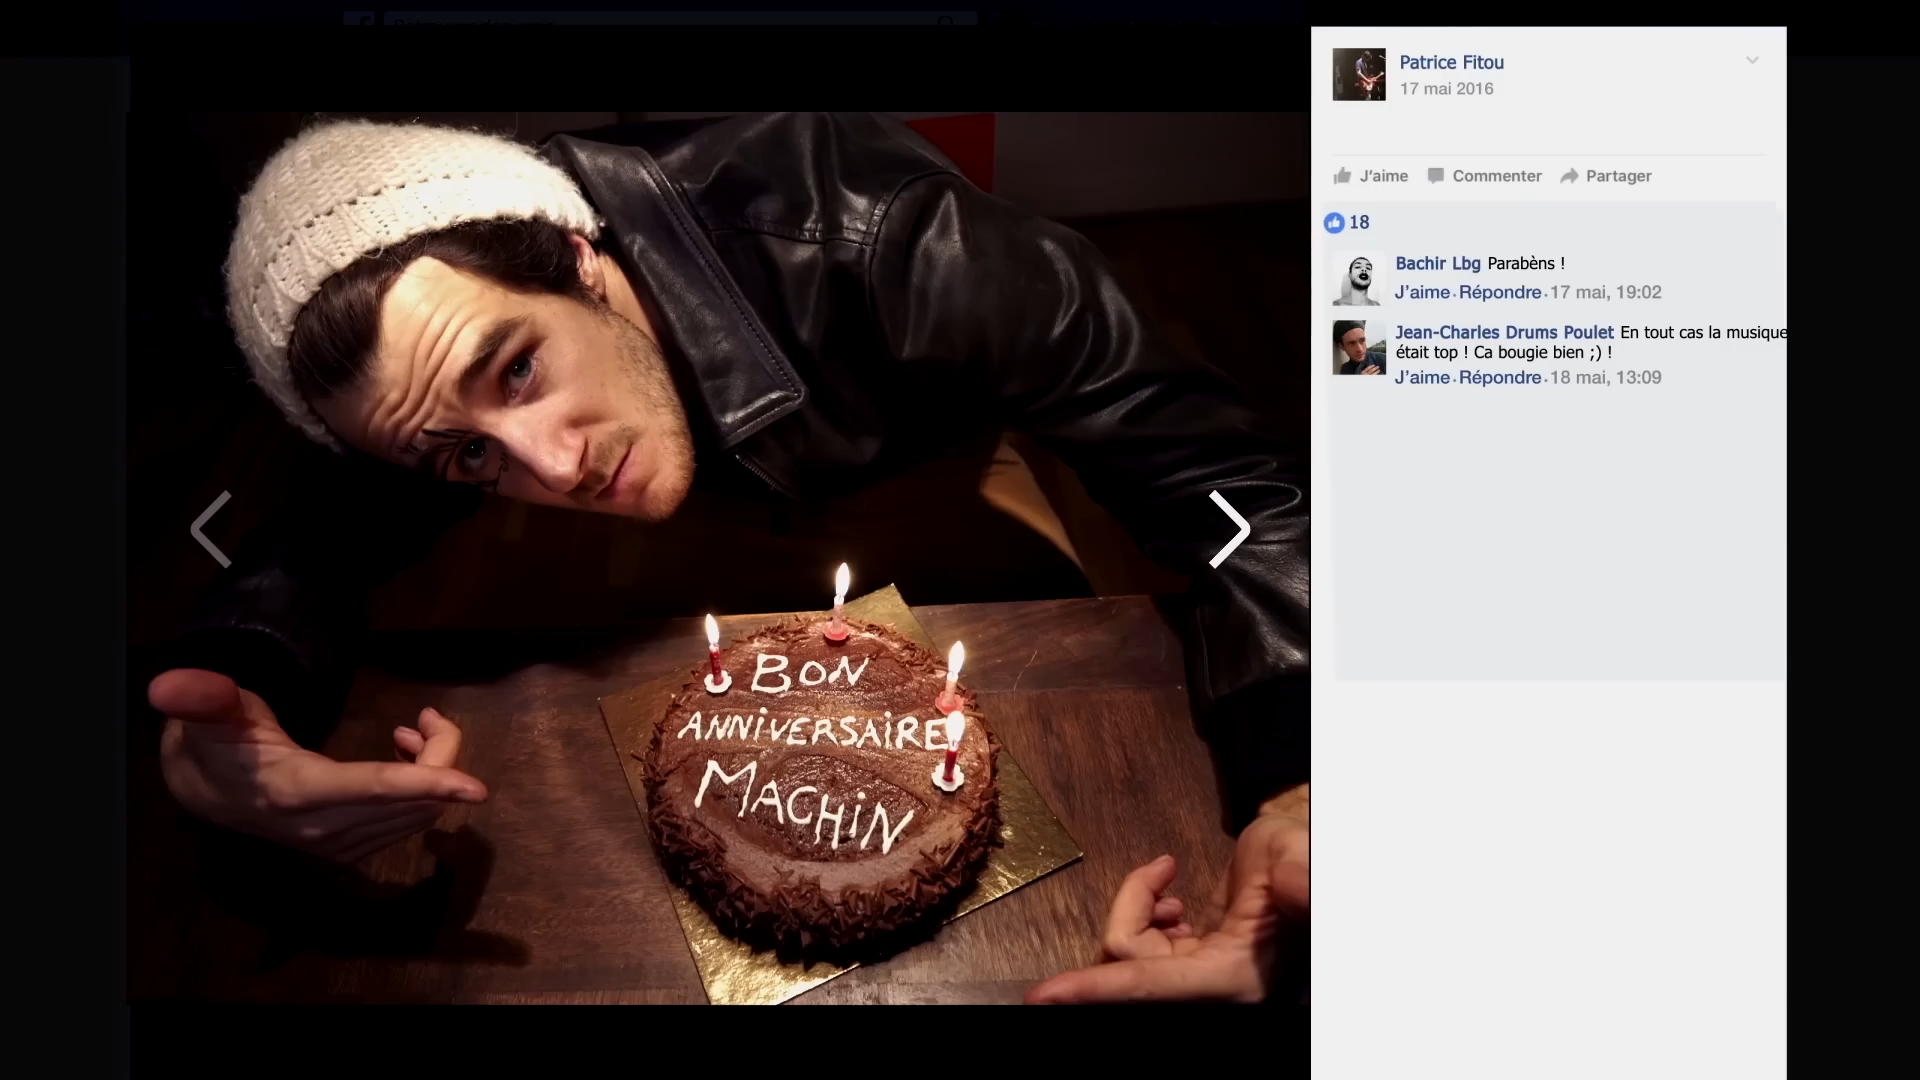 Patrice Fitou
17 mai 2016
J'aime Commenter Partager
18
Bachir Lbg Parabèns !
J'aime · Répondre · 17 mai, 19:02
Jean-Charles Drums Poulet En tout cas la musique
était top ! Ca bougie bien ;) !
J'aime · Répondre · 18 mai, 13:09
BON
ANNiVERSAiRE
MACHiN